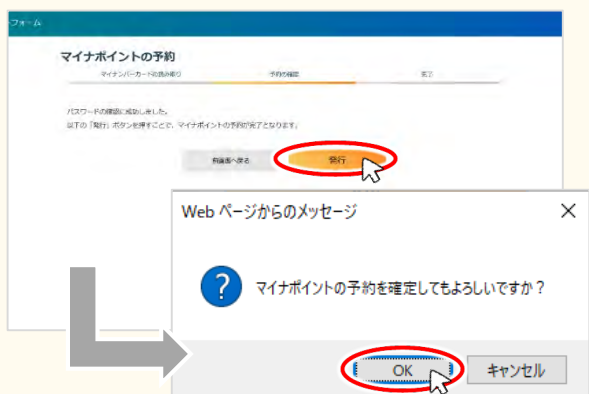 フォーム
マイナポイントの予約
マイナンバーカードの読み取り
予約の確定
完了
パスワードの確認に成功しました。
以下の「発行」ボタンを押すことで、マイナポイントの予約が完了となります。
前画面へ戻る
発行
Web ページからのメッセージ
マイナポイントの予約を確定してもよろしいですか？
OK
キャンセル